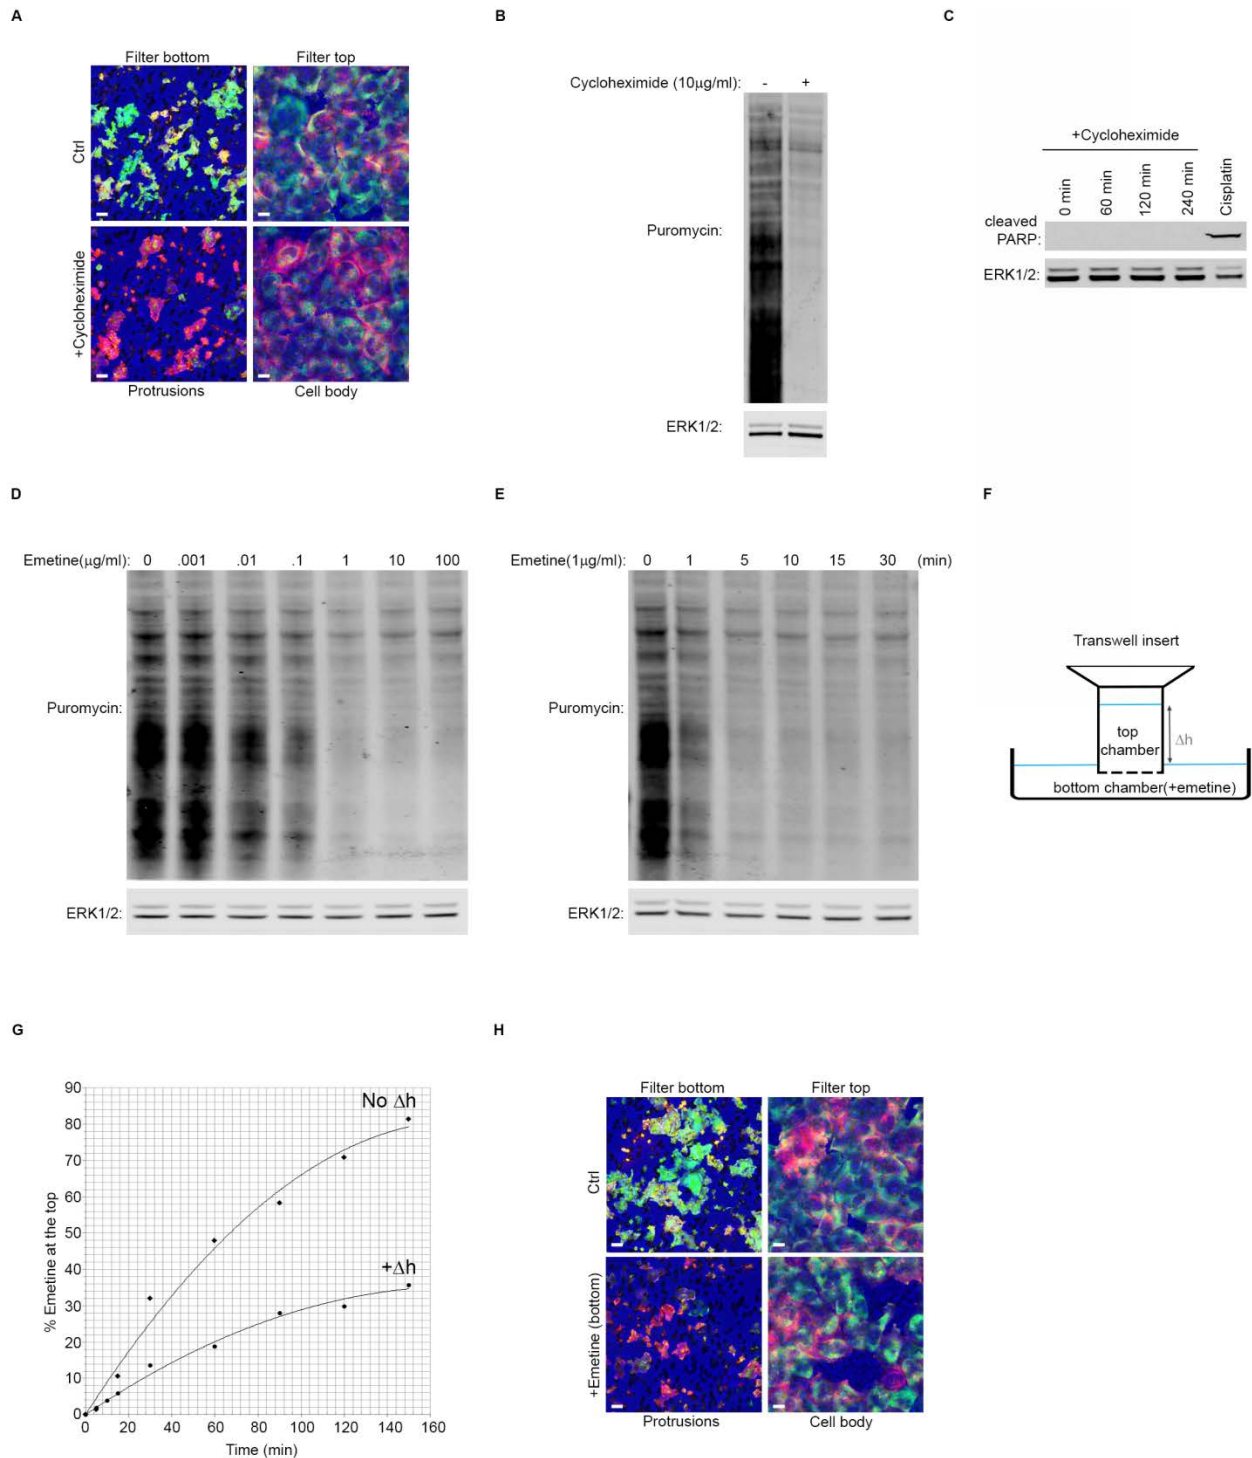 A
Filter bottom
Filter top
Ctrl
+Cycloheximide
Protrusions
Cell body
B
Cycloheximide (10μg/ml): - +
Puromycin:
ERK1/2:
C
+Cycloheximide
0 min
60 min
120 min
240 min
Cisplatin
cleaved
PARP:
ERK1/2:
D
Emetine(μg/ml): 0 .001 .01 .1 1 10 100
Puromycin:
ERK1/2:
E
Emetine(1μg/ml): 0 1 5 10 15 30 (min)
Puromycin:
ERK1/2:
F
Transwell insert
top
chamber
Δh
bottom chamber(+emetine)
G
% Emetine at the top
90
80
70
60
50
40
30
20
10
0
No Δh
+Δh
0 20 40 60 80 100 120 140 160
Time (min)
H
Filter bottom
Filter top
Ctrl
+Emetine (bottom)
Protrusions
Cell body